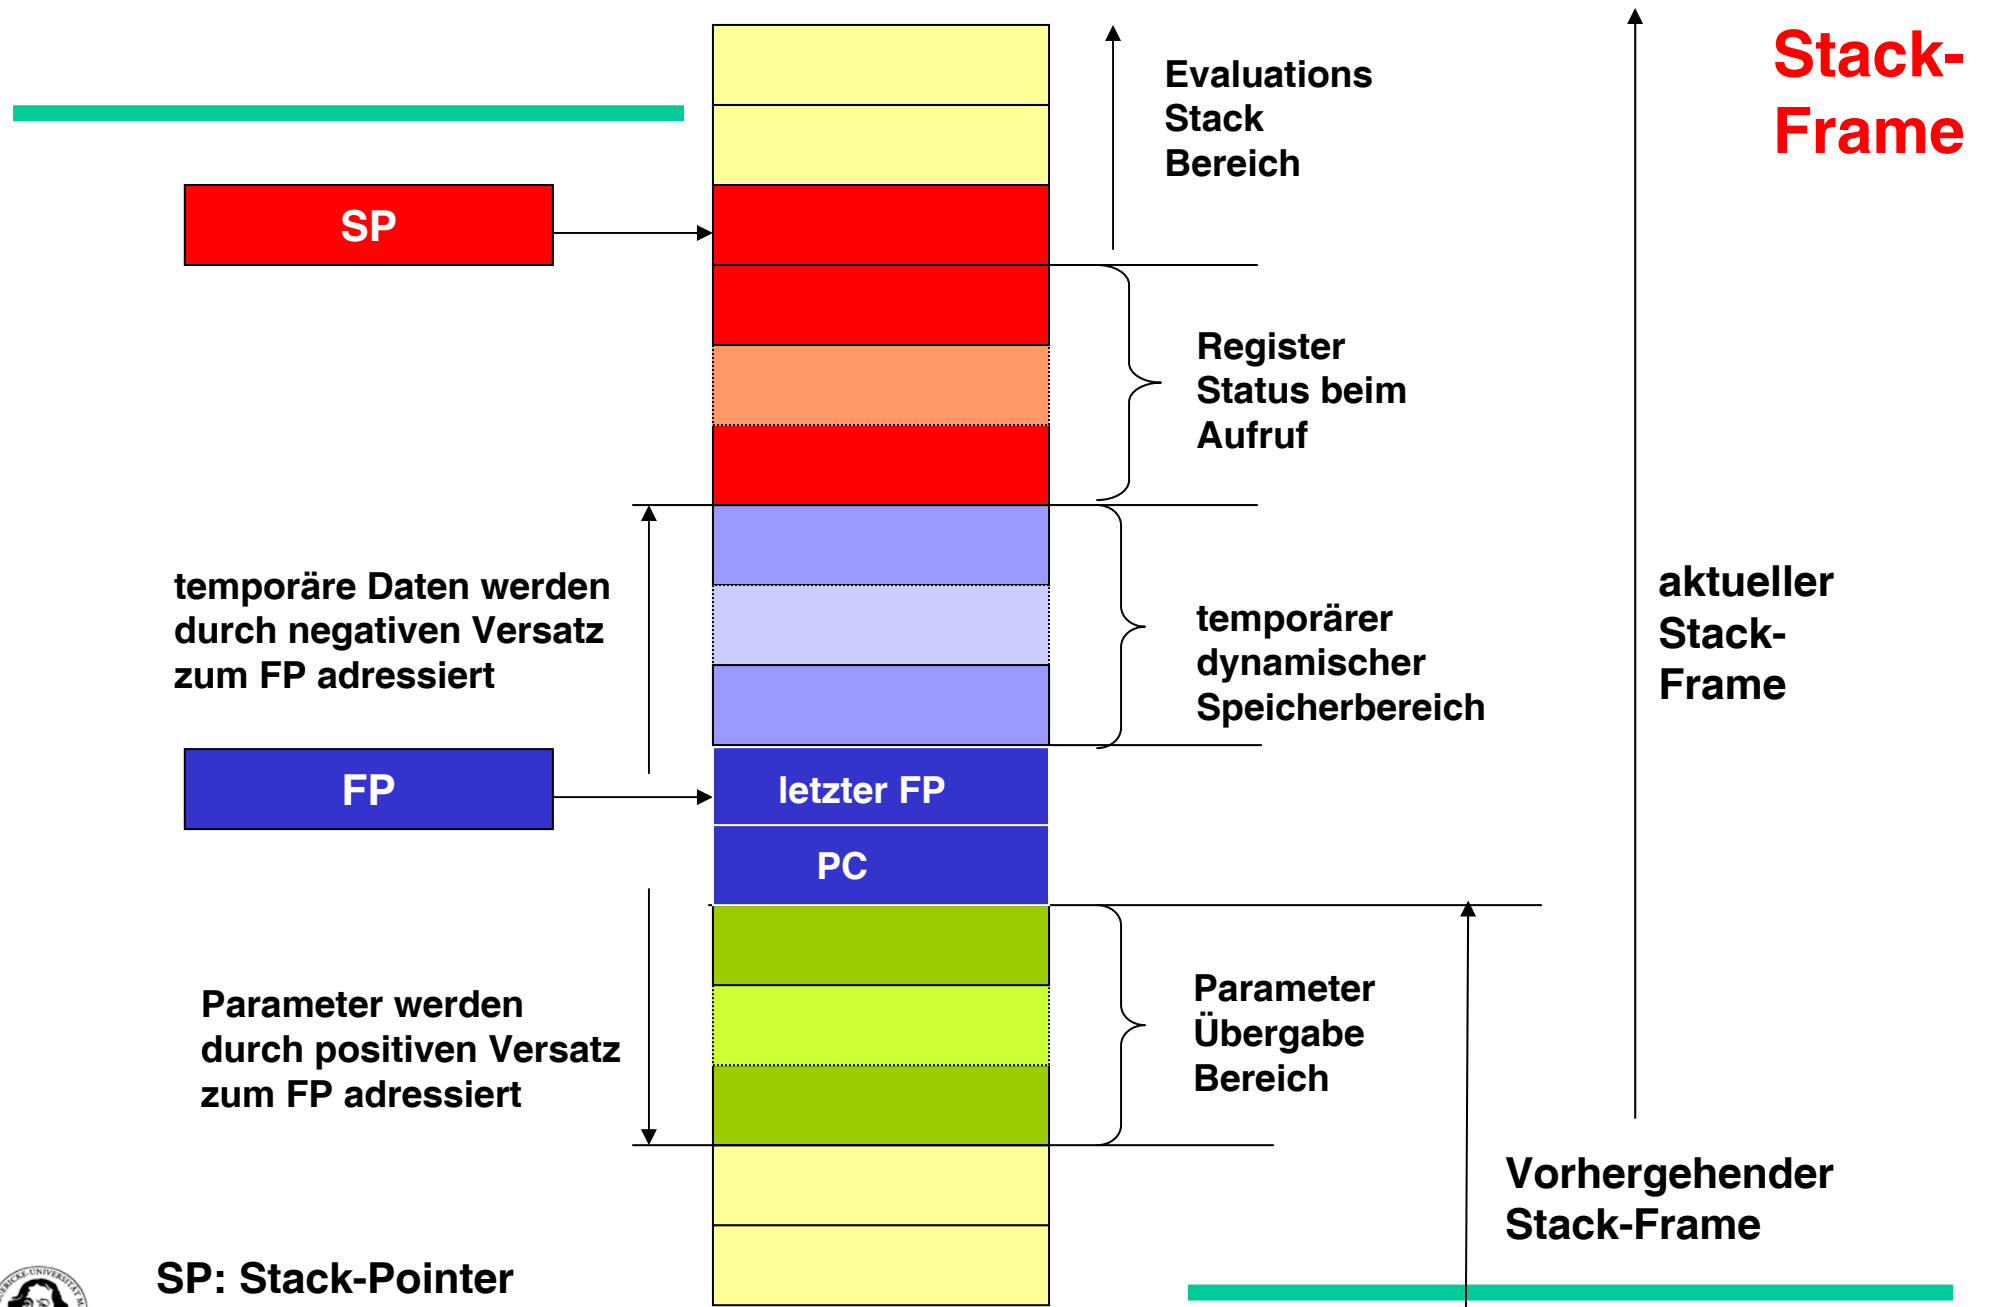 Stack-
Frame
Evaluations
Stack
Bereich
SP
Register
Status beim
Aufruf
temporäre Daten werden
durch negativen Versatz
zum FP adressiert
temporärer
dynamischer
Speicherbereich
aktueller
Stack-
Frame
FP
letzter FP
PC
Parameter werden
durch positiven Versatz
zum FP adressiert
Parameter
Übergabe
Bereich
Vorhergehender
Stack-Frame
SP: Stack-Pointer